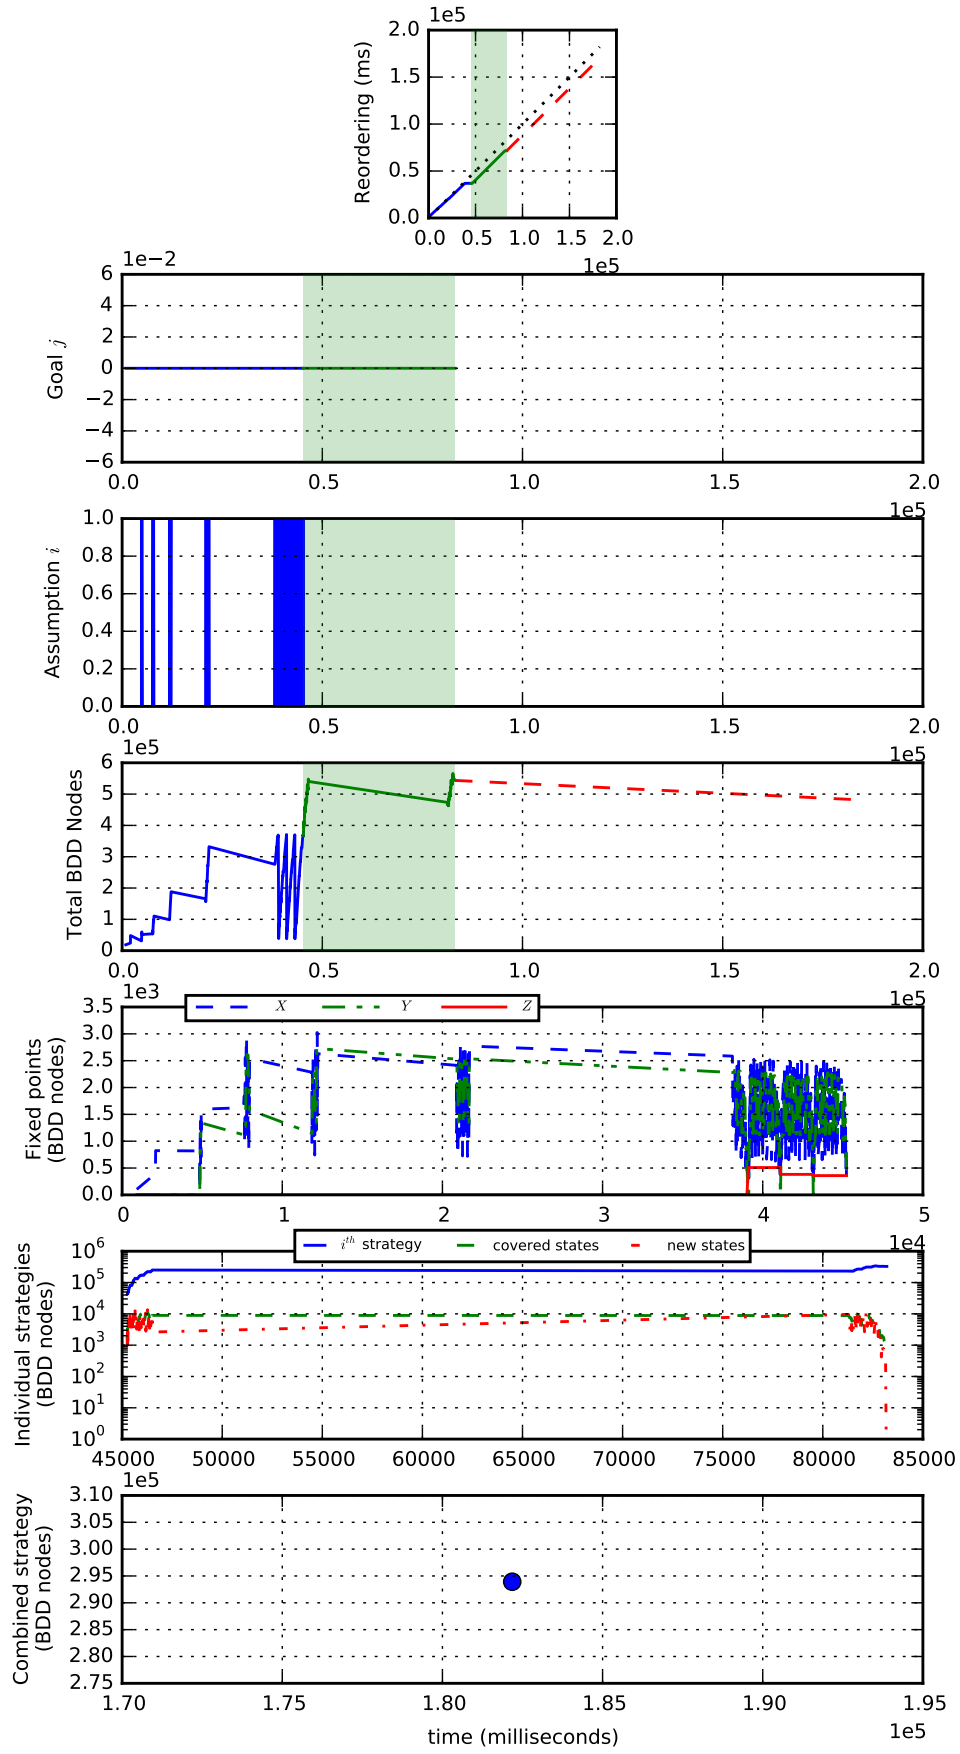 1e5
Reordering (ms)
2.0
1.5
1.0
0.5
0.0
0.0 0.5 1.0 1.5 2.0
1e5
1e−2
Goal j
6
4
2
0
−2
−4
−6
0.0 0.5 1.0 1.5 2.0
1e5
Assumption i
1.0
0.8
0.6
0.4
0.2
0.0
0.0 0.5 1.0 1.5 2.0
1e5
1e5
Total BDD Nodes
6
5
4
3
2
1
0
0.0 0.5 1.0 1.5 2.0
1e5
1e3
X Y Z
Fixed points
(BDD nodes)
3.5
3.0
2.5
2.0
1.5
1.0
0.5
0.0
0 1 2 3 4 5
1e4
i^th strategy covered states new states
Individual strategies
(BDD nodes)
10^6
10^5
10^4
10^3
10^2
10^1
10^0
45000 50000 55000 60000 65000 70000 75000 80000 85000
1e5
Combined strategy
(BDD nodes)
3.10
3.05
3.00
2.95
2.90
2.85
2.80
2.75
1.70 1.75 1.80 1.85 1.90 1.95
time (milliseconds)
1e5